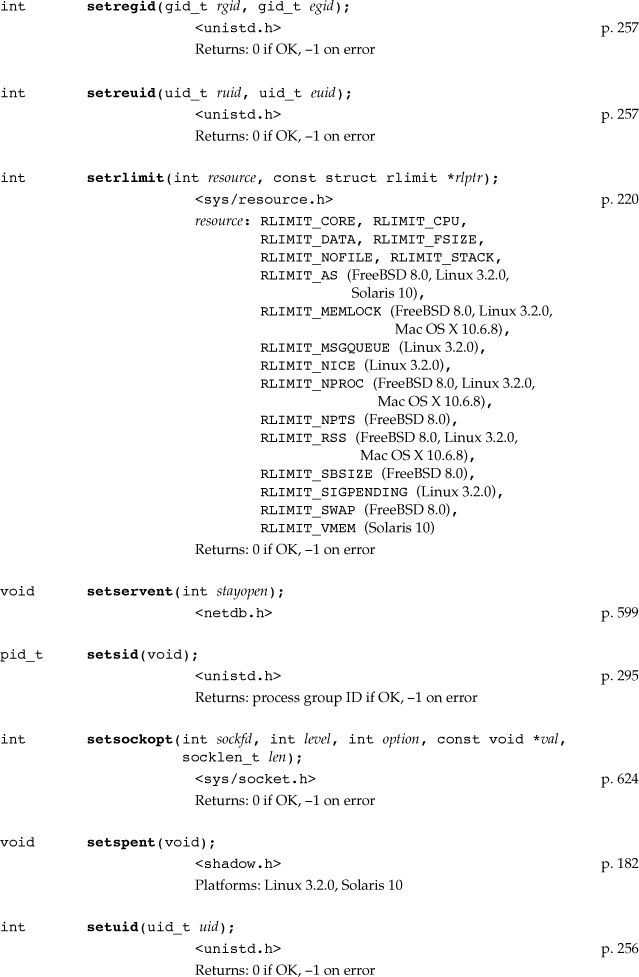 int setregid(gid_t rgid, gid_t egid);
<unistd.h> p. 257
Returns: 0 if OK, –1 on error
int setreuid(uid_t ruid, uid_t euid);
<unistd.h> p. 257
Returns: 0 if OK, –1 on error
int setrlimit(int resource, const struct rlimit *rlptr);
<sys/resource.h> p. 220
resource: RLIMIT_CORE, RLIMIT_CPU,
RLIMIT_DATA, RLIMIT_FSIZE,
RLIMIT_NOFILE, RLIMIT_STACK,
RLIMIT_AS (FreeBSD 8.0, Linux 3.2.0,
Solaris 10),
RLIMIT_MEMLOCK (FreeBSD 8.0, Linux 3.2.0,
Mac OS X 10.6.8),
RLIMIT_MSGQUEUE (Linux 3.2.0),
RLIMIT_NICE (Linux 3.2.0),
RLIMIT_NPROC (FreeBSD 8.0, Linux 3.2.0,
Mac OS X 10.6.8),
RLIMIT_NPTS (FreeBSD 8.0),
RLIMIT_RSS (FreeBSD 8.0, Linux 3.2.0,
Mac OS X 10.6.8),
RLIMIT_SBSIZE (FreeBSD 8.0),
RLIMIT_SIGPENDING (Linux 3.2.0),
RLIMIT_SWAP (FreeBSD 8.0),
RLIMIT_VMEM (Solaris 10)
Returns: 0 if OK, –1 on error
void setservent(int stayopen);
<netdb.h> p. 599
pid_t setsid(void);
<unistd.h> p. 295
Returns: process group ID if OK, –1 on error
int setsockopt(int sockfd, int level, int option, const void *val,
socklen_t len);
<sys/socket.h> p. 624
Returns: 0 if OK, –1 on error
void setspent(void);
<shadow.h> p. 182
Platforms: Linux 3.2.0, Solaris 10
int setuid(uid_t uid);
<unistd.h> p. 256
Returns: 0 if OK, –1 on error